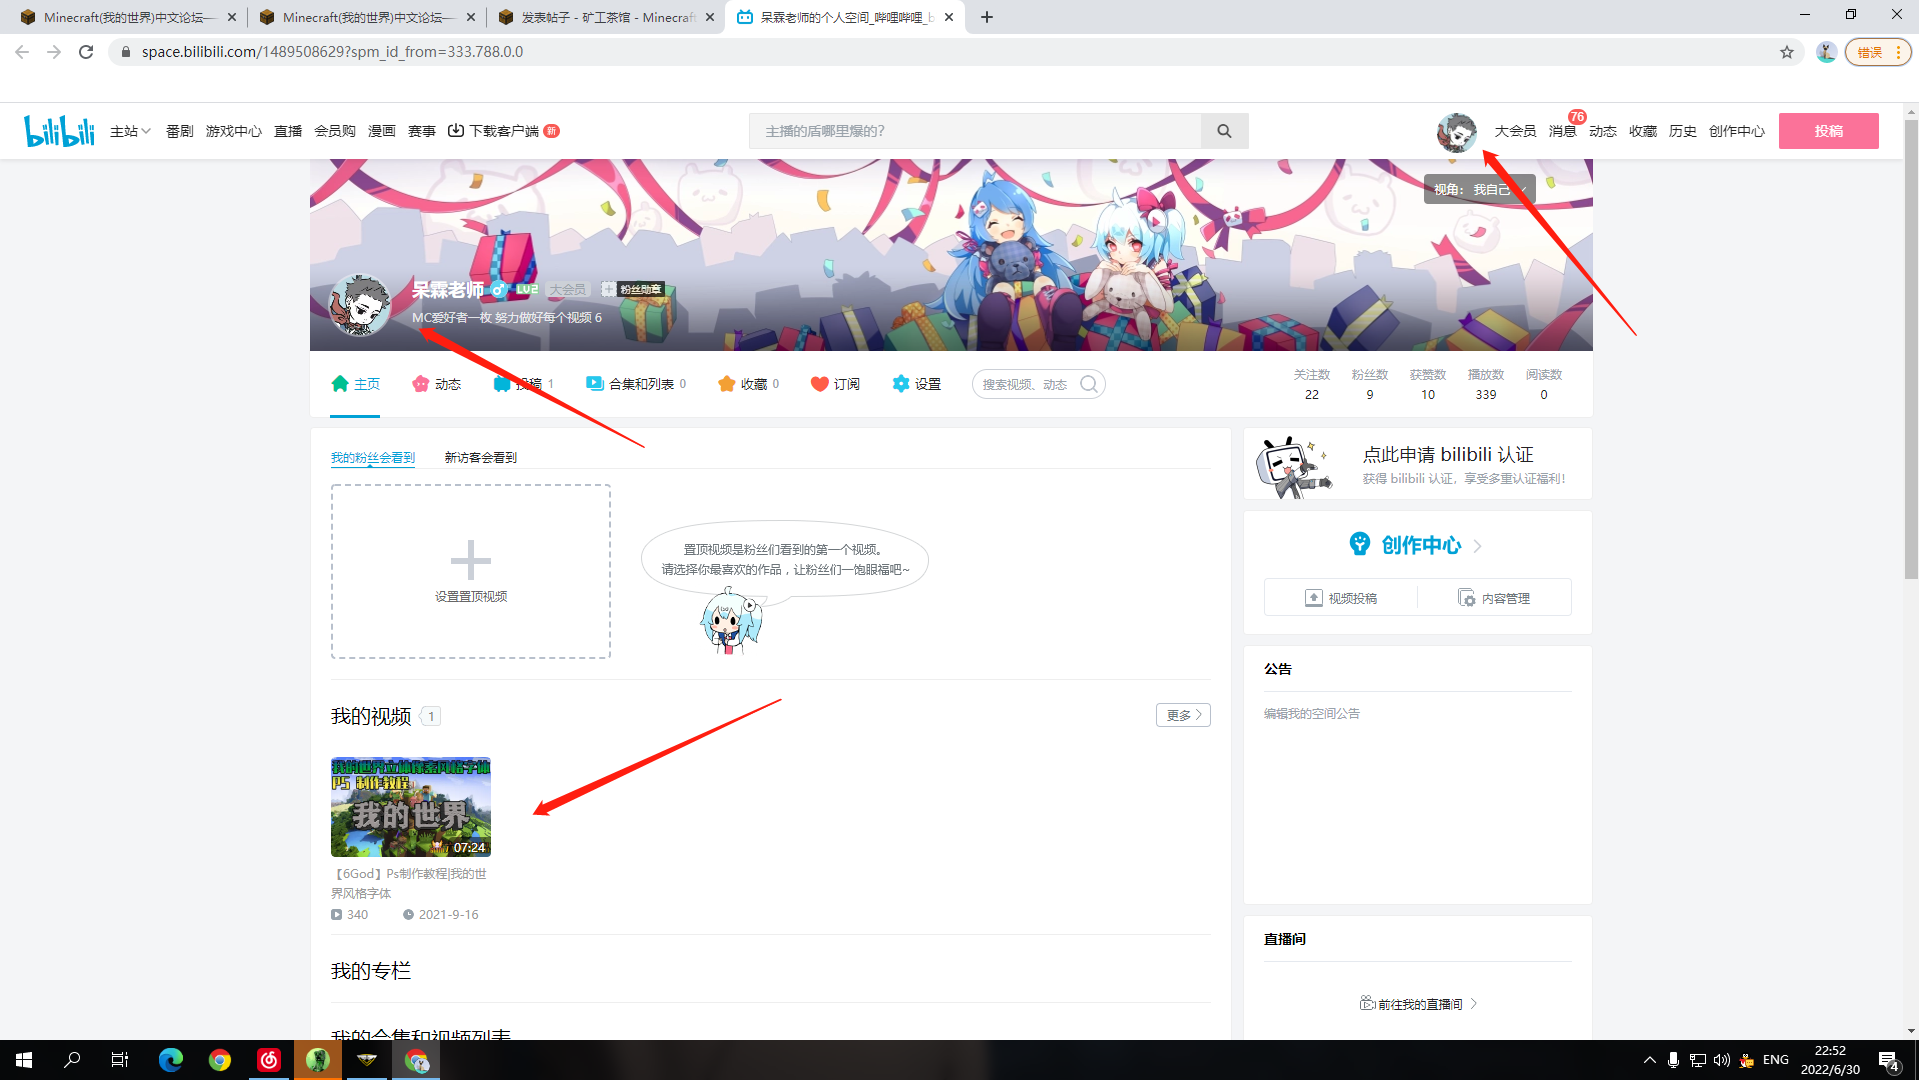 Minecraft(我的世界)中文论坛—
Minecraft(我的世界)中文论坛—
发表帖子 - 矿工茶馆 - Minecraft
呆霖老师的个人空间_哔哩哔哩_b
space.bilibili.com/1489508629?spm_id_from=333.788.0.0
错误
bilibili 主站 番剧 游戏中心 直播 会员购 漫画 赛事 下载客户端 新
主播的盾哪里爆的?
大会员 消息 76 动态 收藏 历史 创作中心 投稿
视角： 我自己
呆霖老师 LV2 大会员 粉丝勋章
MC爱好者一枚 努力做好每个视频 6
主页 动态 投稿 1 合集和列表 0 收藏 0 订阅 设置
搜索视频、动态
关注数 粉丝数 获赞数 播放数 阅读数
22 9 10 339 0
我的粉丝会看到 新访客会看到
设置置顶视频
置顶视频是粉丝们看到的第一个视频。
请选择你最喜欢的作品，让粉丝们一饱眼福吧~
点此申请 bilibili 认证
获得 bilibili 认证，享受多重认证福利！
创作中心
视频投稿 内容管理
公告
编辑我的空间公告
我的视频 1
更多
我的世界立体像素风格字体
PS 制作教程
我的世界
07:24
【6God】Ps制作教程|我的世
界风格字体
340 2021-9-16
我的专栏
我的合集和视频列表
直播间
前往我的直播间
ENG
22:52
2022/6/30
4